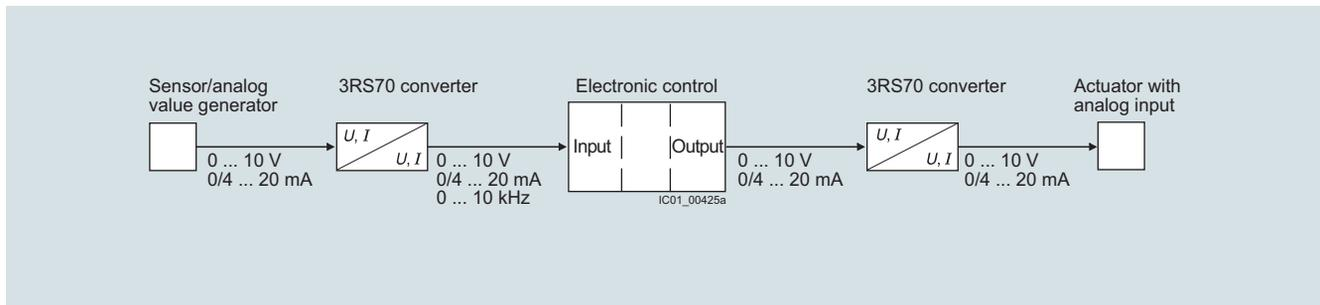 Sensor/analog
value generator
3RS70 converter
Electronic control
3RS70 converter
Actuator with
analog input
U, I
U, I
0 ... 10 V
0/4 ... 20 mA
0 ... 10 V
0/4 ... 20 mA
0 ... 10 kHz
Input
Output
IC01_00425a
0 ... 10 V
0/4 ... 20 mA
U, I
U, I
0 ... 10 V
0/4 ... 20 mA